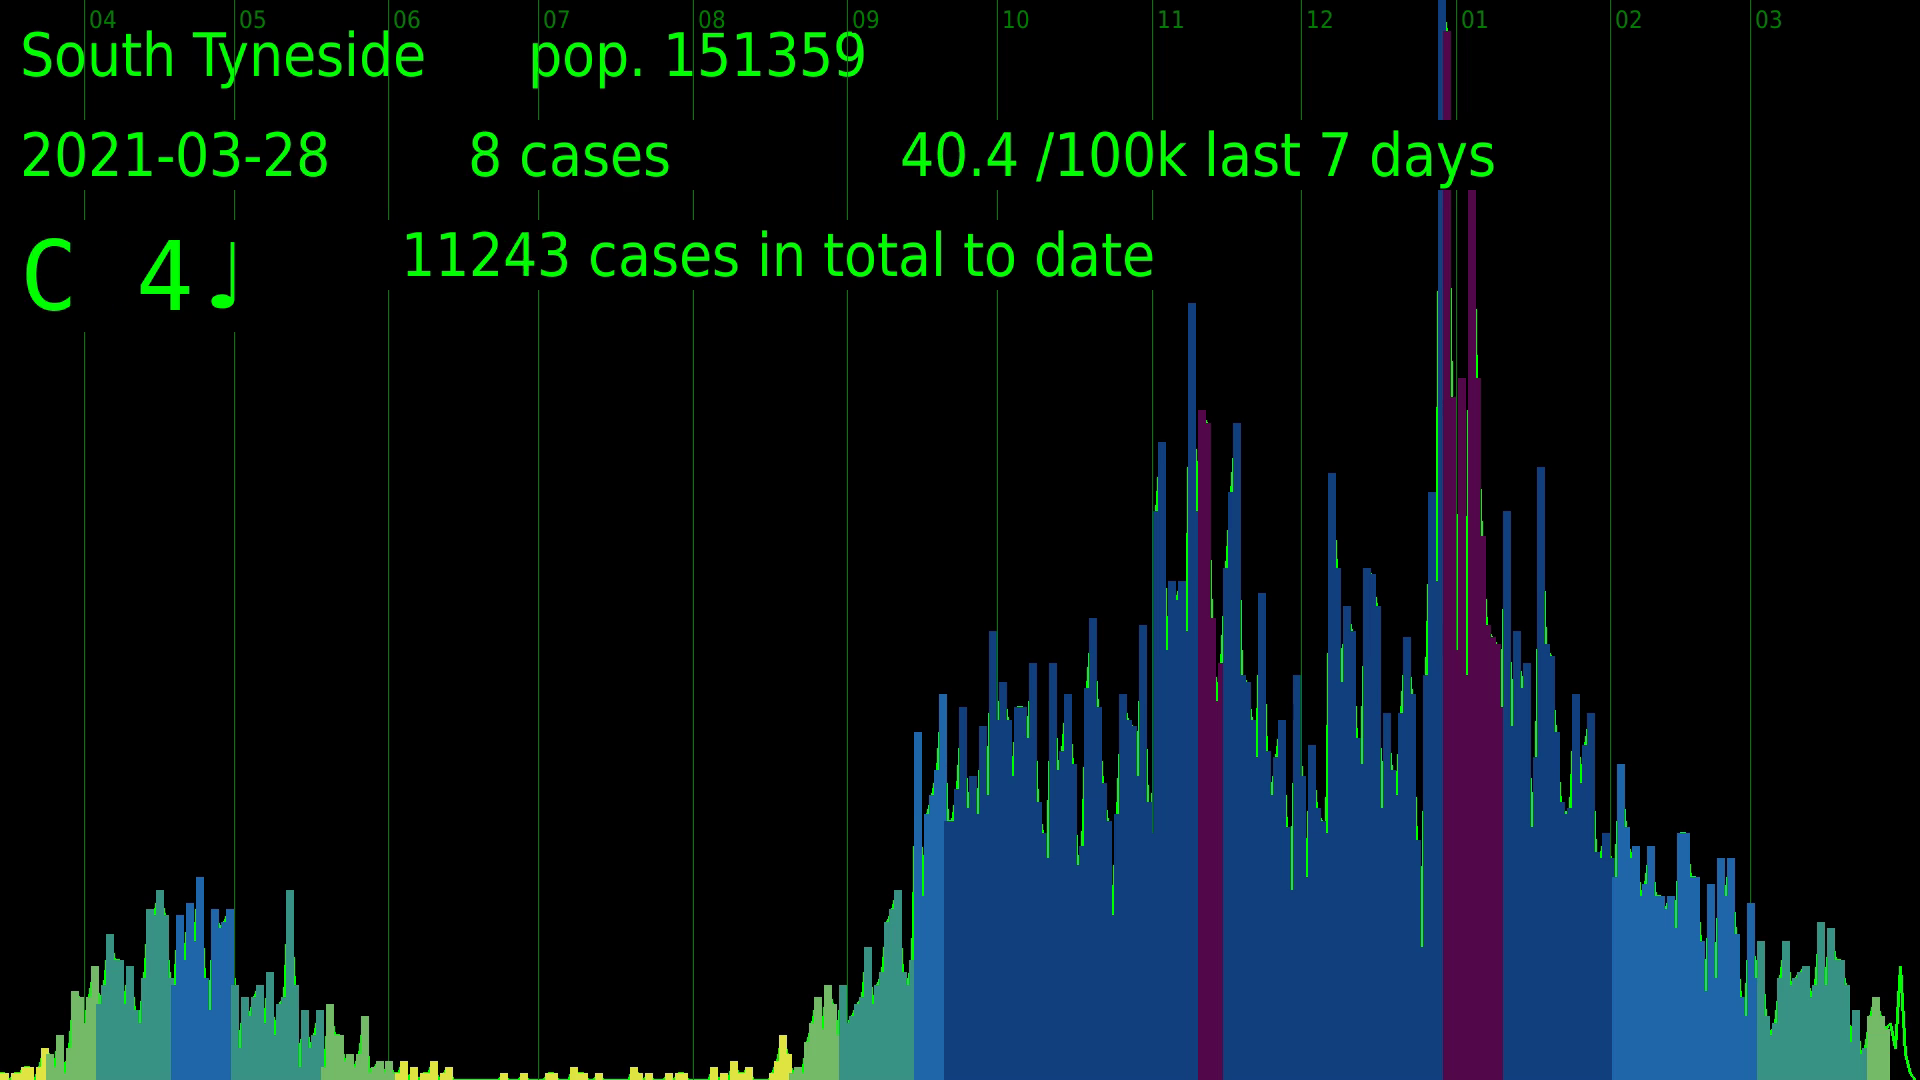 04 05 06 07 08 09 10 11 12 01 02 03
South Tyneside pop. 151359
2021-03-28 8 cases 40.4 /100k last 7 days
C 4♩ 11243 cases in total to date